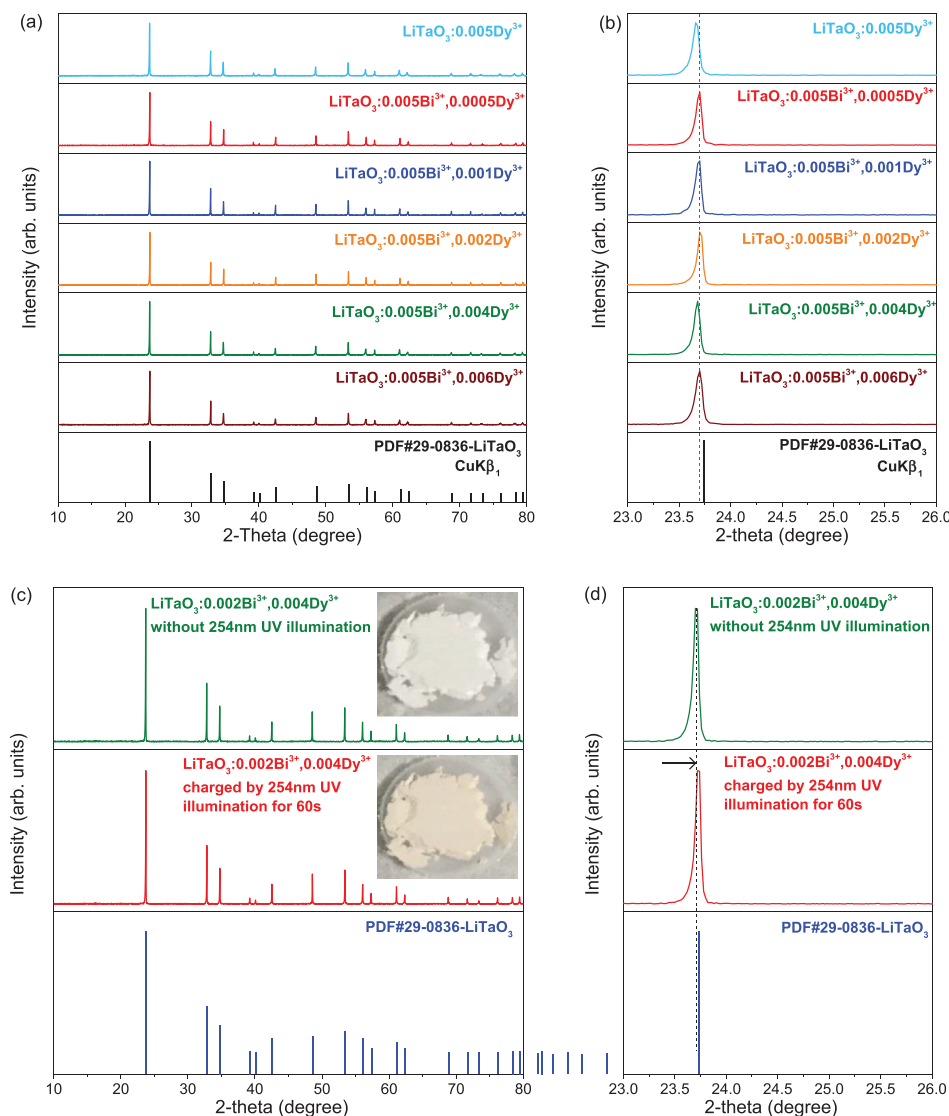 (a)
Intensity (arb. units)
LiTaO₃:0.005Dy³⁺
LiTaO₃:0.005Bi³⁺,0.0005Dy³⁺
LiTaO₃:0.005Bi³⁺,0.001Dy³⁺
LiTaO₃:0.005Bi³⁺,0.002Dy³⁺
LiTaO₃:0.005Bi³⁺,0.004Dy³⁺
LiTaO₃:0.005Bi³⁺,0.006Dy³⁺
PDF#29-0836-LiTaO₃
CuKβ₁
10 20 30 40 50 60 70 80
2-Theta (degree)
(b)
Intensity (arb. units)
LiTaO₃:0.005Dy³⁺
LiTaO₃:0.005Bi³⁺,0.0005Dy³⁺
LiTaO₃:0.005Bi³⁺,0.001Dy³⁺
LiTaO₃:0.005Bi³⁺,0.002Dy³⁺
LiTaO₃:0.005Bi³⁺,0.004Dy³⁺
LiTaO₃:0.005Bi³⁺,0.006Dy³⁺
PDF#29-0836-LiTaO₃
CuKβ₁
23.0 23.5 24.0 24.5 25.0 25.5 26.0
2-theta (degree)
(c)
Intensity (arb. units)
LiTaO₃:0.002Bi³⁺,0.004Dy³⁺
without 254nm UV illumination
LiTaO₃:0.002Bi³⁺,0.004Dy³⁺
charged by 254nm UV
illumination for 60s
PDF#29-0836-LiTaO₃
10 20 30 40 50 60 70 80
2-theta (degree)
(d)
Intensity (arb. units)
LiTaO₃:0.002Bi³⁺,0.004Dy³⁺
without 254nm UV illumination
LiTaO₃:0.002Bi³⁺,0.004Dy³⁺
charged by 254nm UV
illumination for 60s
PDF#29-0836-LiTaO₃
23.0 23.5 24.0 24.5 25.0 25.5 26.0
2-theta (degree)